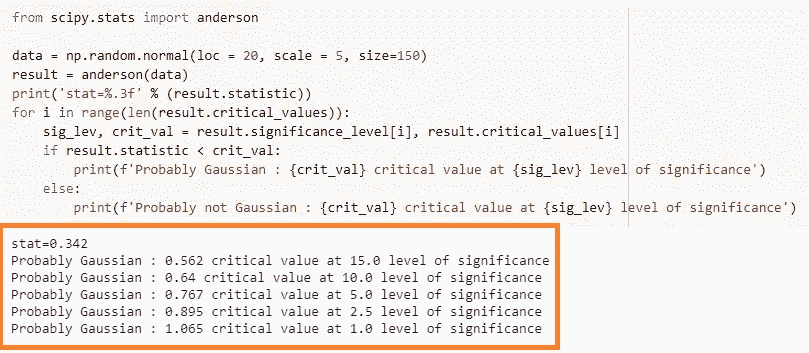 from scipy.stats import anderson
data = np.random.normal(loc = 20, scale = 5, size=150)
result = anderson(data)
print('stat=%.3f' % (result.statistic))
for i in range(len(result.critical_values)):
    sig_lev, crit_val = result.significance_level[i], result.critical_values[i]
    if result.statistic < crit_val:
        print(f'Probably Gaussian : {crit_val} critical value at {sig_lev} level of significance')
    else:
        print(f'Probably not Gaussian : {crit_val} critical value at {sig_lev} level of significance')
stat=0.342
Probably Gaussian : 0.562 critical value at 15.0 level of significance
Probably Gaussian : 0.64 critical value at 10.0 level of significance
Probably Gaussian : 0.767 critical value at 5.0 level of significance
Probably Gaussian : 0.895 critical value at 2.5 level of significance
Probably Gaussian : 1.065 critical value at 1.0 level of significance